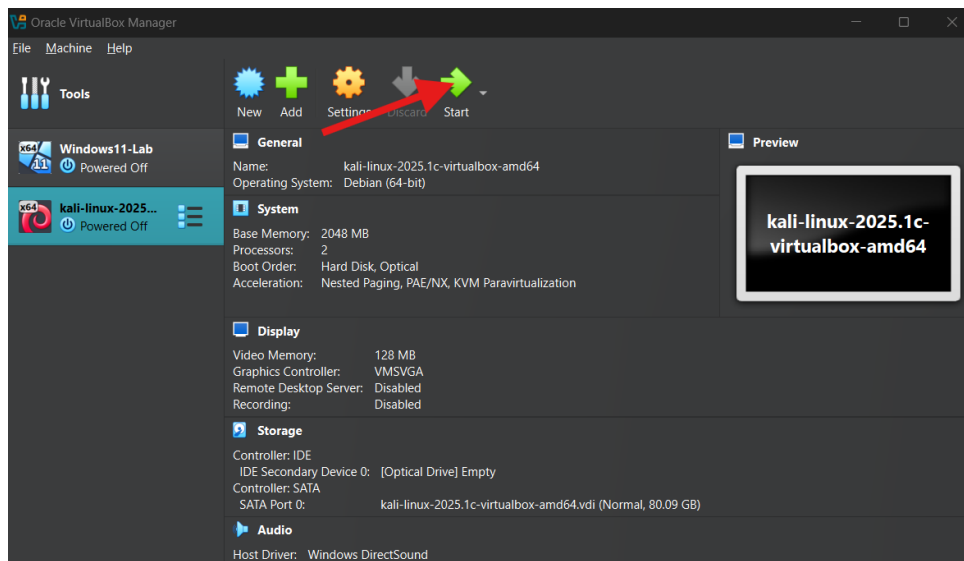 Oracle VirtualBox Manager
File Machine Help
Tools
New Add Settings Discard Start
x64 Windows11-Lab
11 Powered Off
x64 kali-linux-2025...
Powered Off
General
Name: kali-linux-2025.1c-virtualbox-amd64
Operating System: Debian (64-bit)
System
Base Memory: 2048 MB
Processors: 2
Boot Order: Hard Disk, Optical
Acceleration: Nested Paging, PAE/NX, KVM Paravirtualization
Preview
kali-linux-2025.1c-
virtualbox-amd64
Display
Video Memory: 128 MB
Graphics Controller: VMSVGA
Remote Desktop Server: Disabled
Recording: Disabled
Storage
Controller: IDE
IDE Secondary Device 0: [Optical Drive] Empty
Controller: SATA
SATA Port 0: kali-linux-2025.1c-virtualbox-amd64.vdi (Normal, 80.09 GB)
Audio
Host Driver: Windows DirectSound